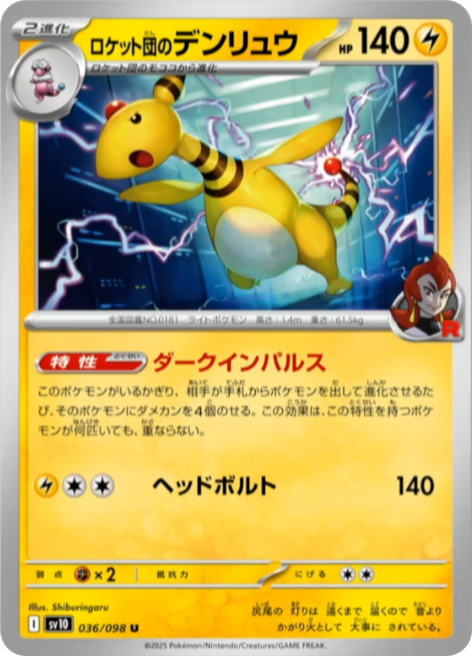 2進化
ロケット団のデンリュウ HP 140
ロケット団のモココから進化
全国図鑑NO.0181 ライトポケモン 高さ:1.4m 重さ:61.5kg
R
特性 ダークインパルス
このポケモンがいるかぎり、相手が手札からポケモンを出して進化させるた
び、そのポケモンにダメカンを4個のせる。この効果は、この特性を持つポケ
モンが何匹いても、重ならない。
ヘッドボルト 140
弱点 ×2 抵抗力 にげる
Illus. Shiburingaru
I sv10 036/098 U
尻尾の 灯りは 遠くまで 届くので 昔より
かがり火として 大事に されている。
©2025 Pokémon/Nintendo/Creatures/GAME FREAK.